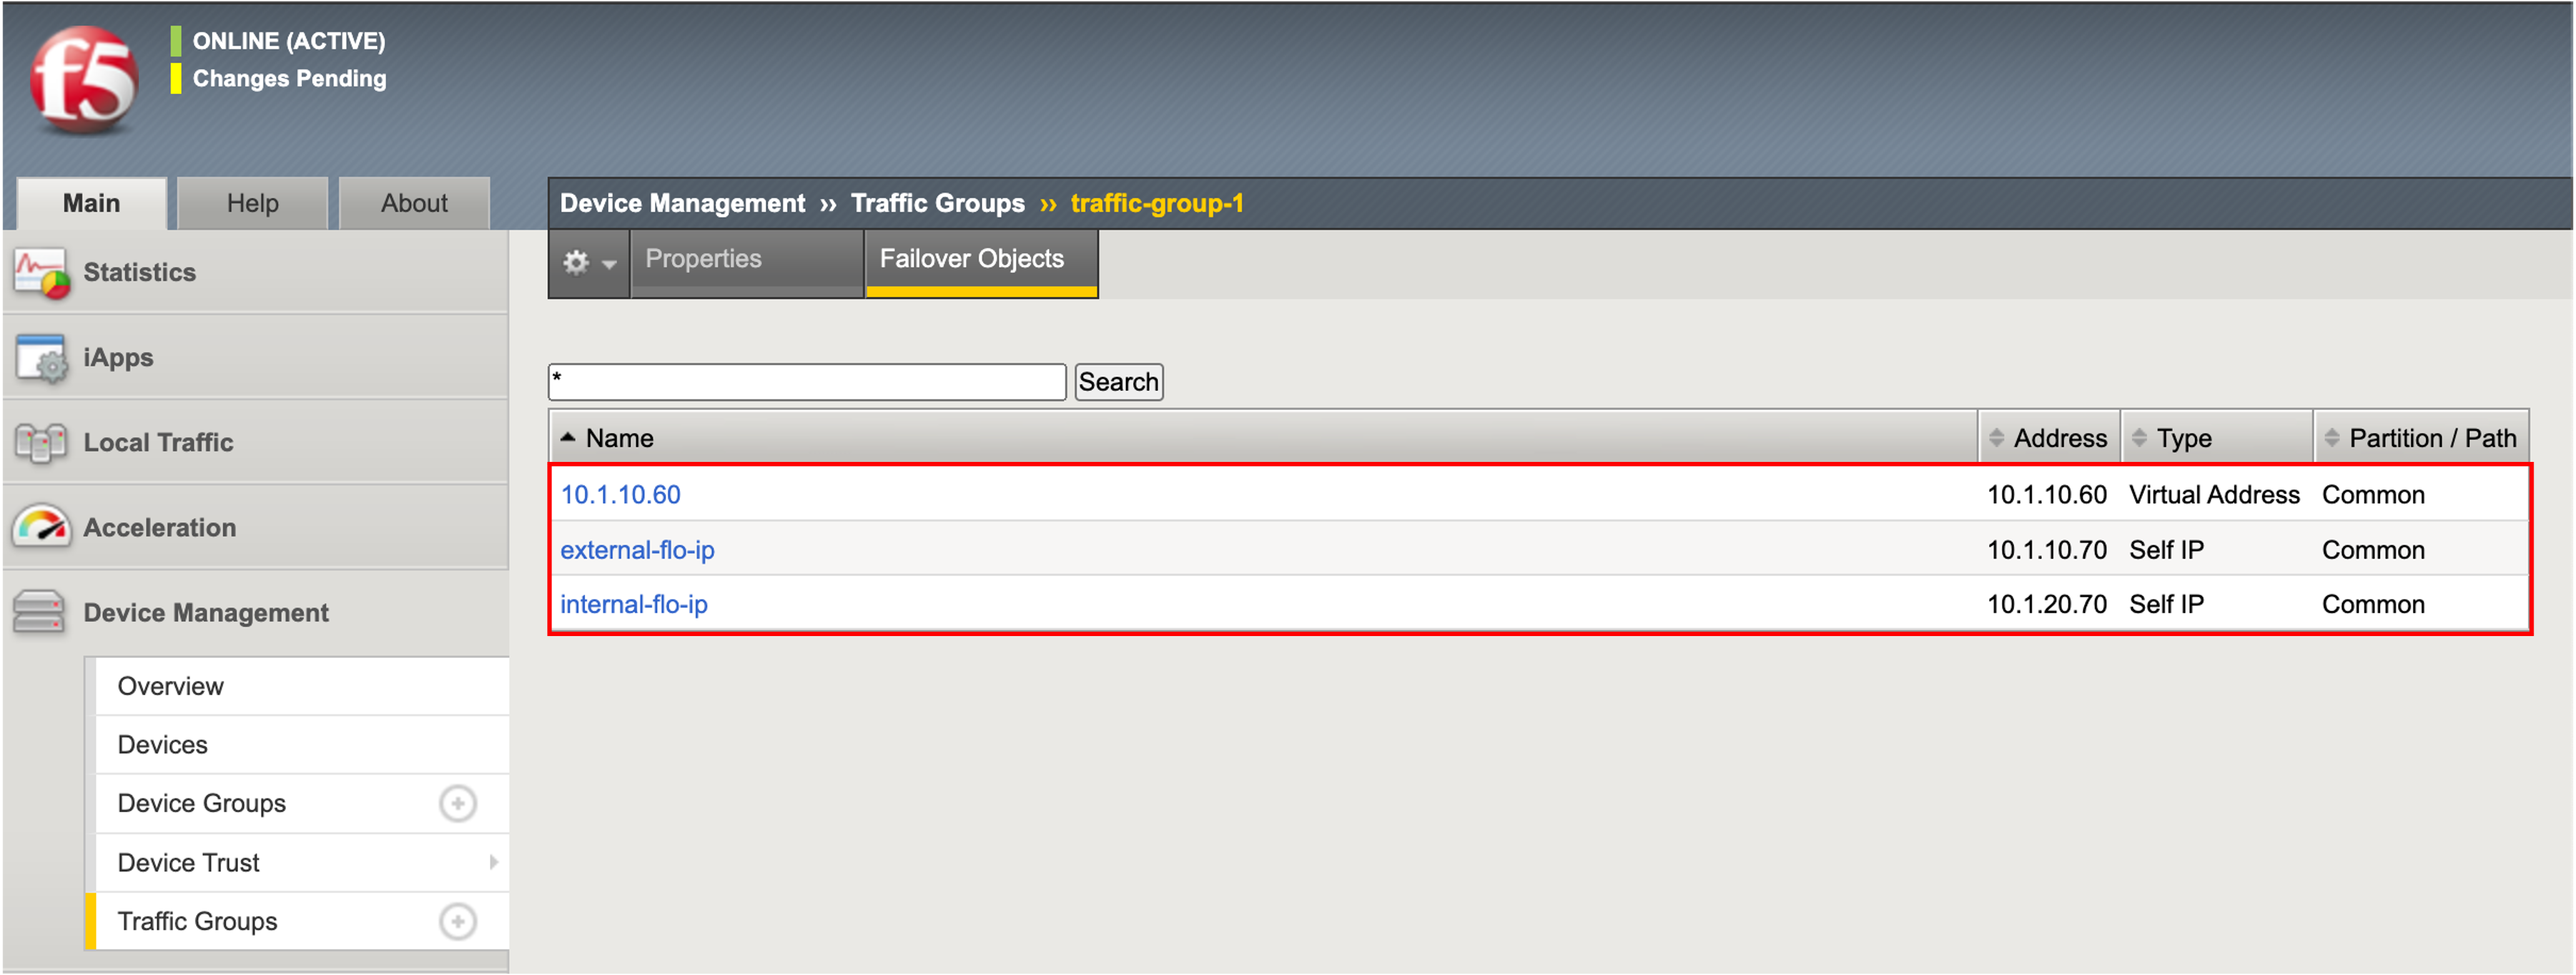 f5
ONLINE (ACTIVE)
Changes Pending
Main Help About
Device Management ›› Traffic Groups ›› traffic-group-1
Properties Failover Objects
Statistics
iApps
Local Traffic
Acceleration
Device Management
Overview
Devices
Device Groups
Device Trust
Traffic Groups
* Search
Name Address Type Partition / Path
10.1.10.60 10.1.10.60 Virtual Address Common
external-flo-ip 10.1.10.70 Self IP Common
internal-flo-ip 10.1.20.70 Self IP Common